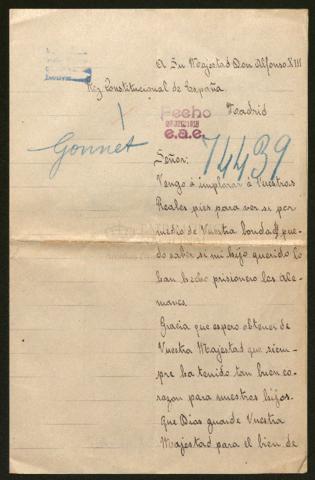 A Su Majestad Don Alfonso XIII
Rey Constitucional de España.
Madrid
Fecho
e.a.e.
Gonnet
74439
Señor:
Vengo á implorar á Vuestros
Reales pies para ver si por
medio de Vuestra bondad pue-
do saber si mi hijo querido lo
han hecho prisionero los ale-
manes
Gracia que espero obtener de
Vuestra Majestad que siem-
pre ha tenido tan buen co-
razon para nuestros hijos.
Que Dios guarde Vuestra
Majestad para el bien de